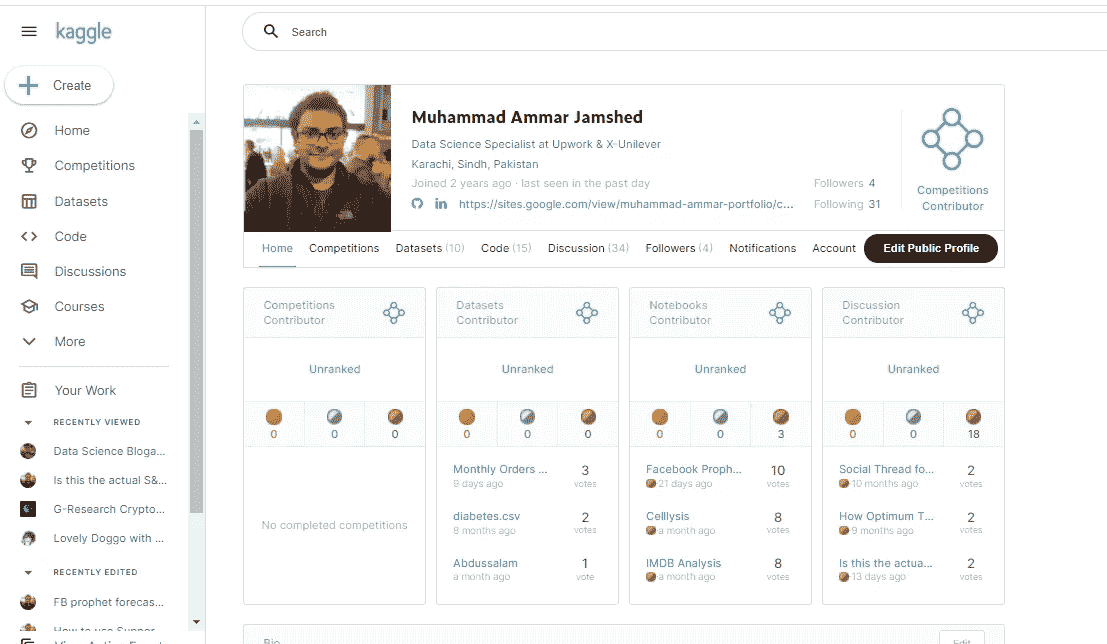 kaggle
Search
Create
Home
Competitions
Datasets
Code
Discussions
Courses
More
Your Work
RECENTLY VIEWED
Data Science Bloga...
Is this the actual S&...
G-Research Crypto...
Lovely Doggo with ...
RECENTLY EDITED
FB prophet forecas...
How to use Suppor...
View Active Events
Muhammad Ammar Jamshed
Data Science Specialist at Upwork & X-Unilever
Karachi, Sindh, Pakistan
Joined 2 years ago · last seen in the past day
Followers 4
in https://sites.google.com/view/muhammad-ammar-portfolio/c...
Following 31
Competitions
Contributor
Home Competitions Datasets (10) Code (15) Discussion (34) Followers (4) Notifications Account Edit Public Profile
Competitions
Contributor
Unranked
0 0 0
No completed competitions
Datasets
Contributor
Unranked
0 0 0
Monthly Orders ... 3
9 days ago votes
diabetes.csv 2
8 months ago votes
Abdussalam 1
a month ago vote
Notebooks
Contributor
Unranked
0 0 3
Facebook Proph... 10
21 days ago votes
Celllysis 8
a month ago votes
IMDB Analysis 8
a month ago votes
Discussion
Contributor
Unranked
0 0 18
Social Thread fo... 2
10 months ago votes
How Optimum T... 2
9 months ago votes
Is this the actua... 2
13 days ago votes
Bio
Edit